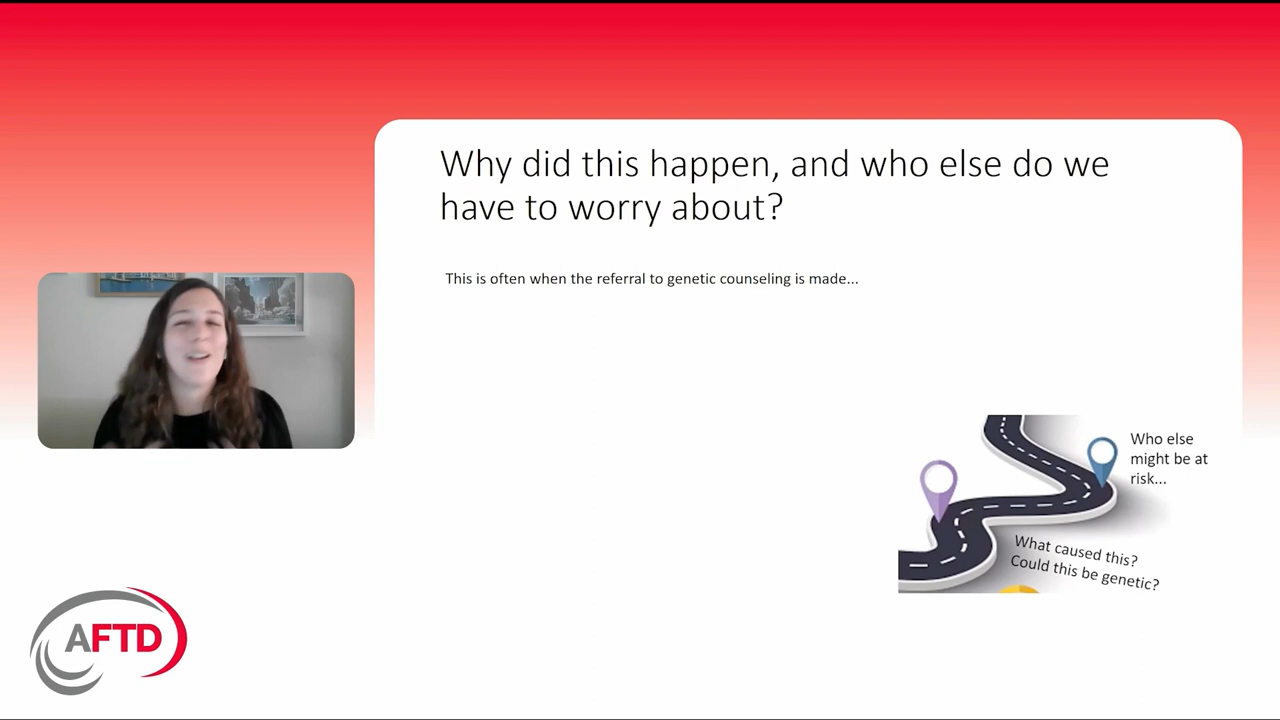 Why did this happen, and who else do we
have to worry about?
This is often when the referral to genetic counseling is made...
Who else
might be at
risk...
What caused this?
Could this be genetic?
AFTD